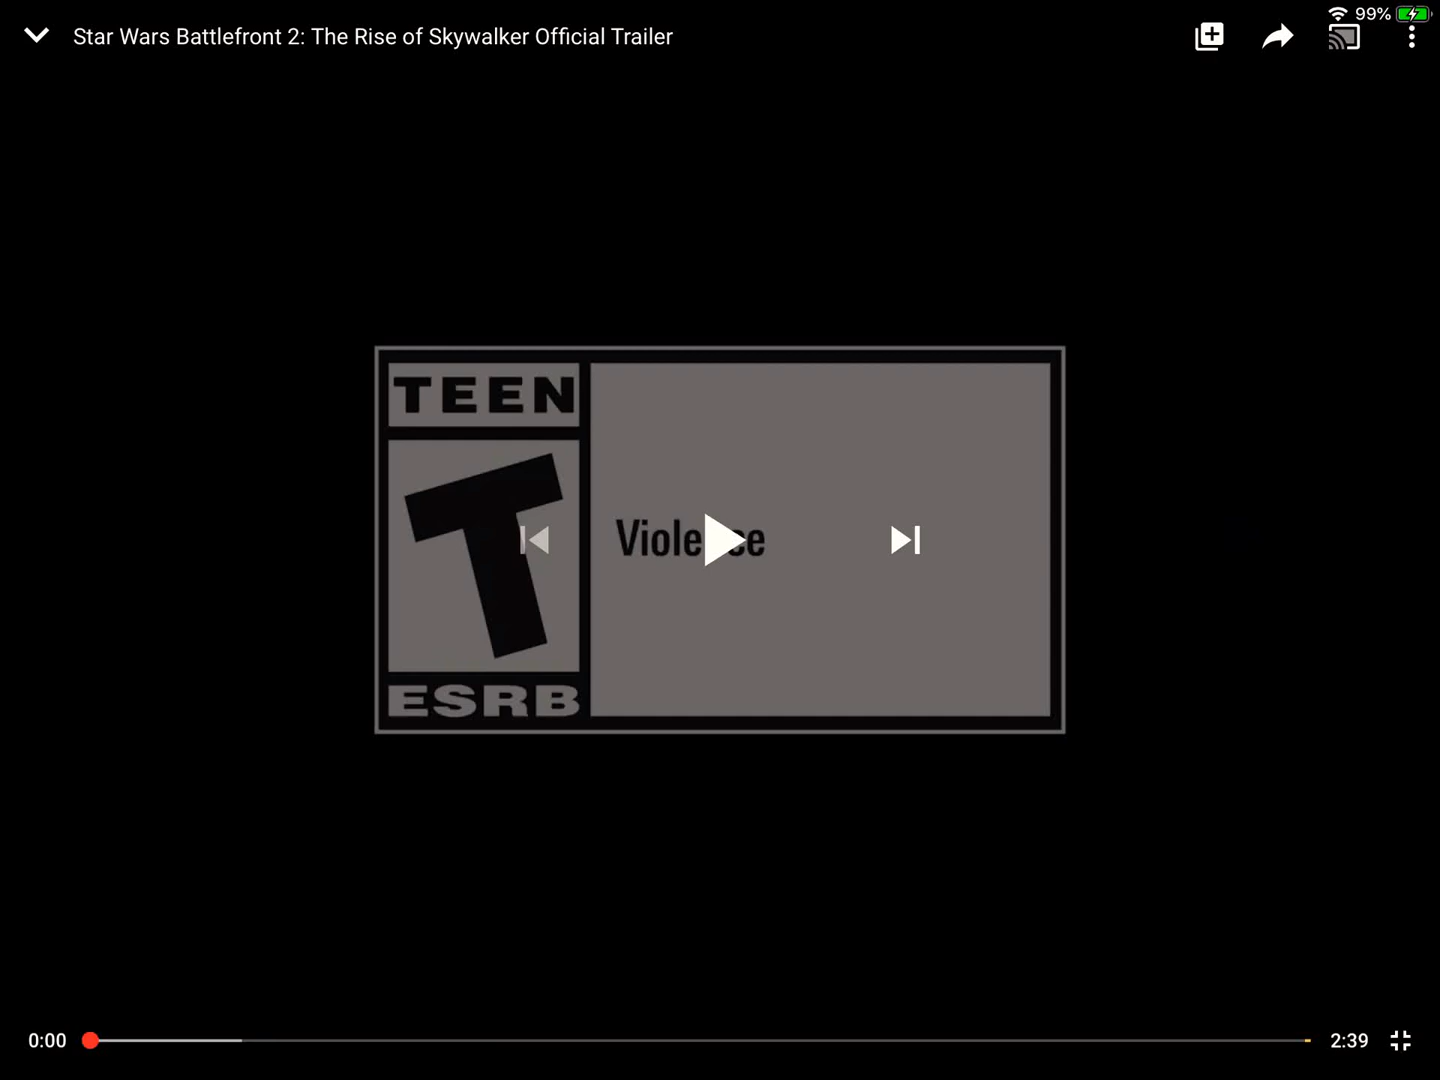 99%
Star Wars Battlefront 2: The Rise of Skywalker Official Trailer
TEEN
T
ESRB
0:00
2:39